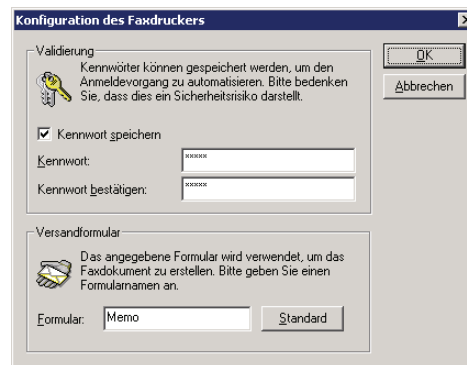 Konfiguration des Faxdruckers
Validierung
Kennwörter können gespeichert werden, um den
Anmeldevorgang zu automatisieren. Bitte bedenken
Sie, dass dies ein Sicherheitsrisiko darstellt.
Kennwort speichern
Kennwort: xxxxx
Kennwort bestätigen: xxxxx
Versandformular
Das angegebene Formular wird verwendet, um das
Faxdokument zu erstellen. Bitte geben Sie einen
Formularnamen an.
Formular: Memo Standard
OK
Abbrechen